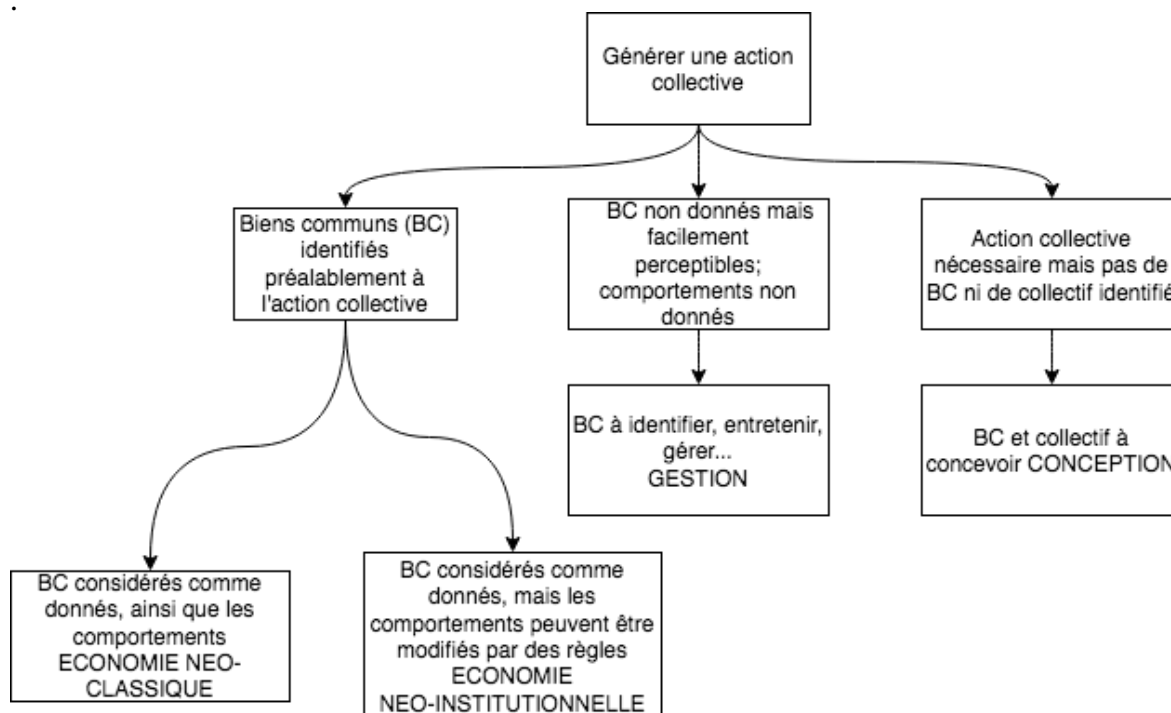 .
Générer une action
collective
Biens communs (BC)
identifiés
préalablement à
l'action collective
BC non donnés mais
facilement
perceptibles;
comportements non
donnés
Action collective
nécessaire mais pas de
BC ni de collectif identifié
BC à identifier, entretenir,
gérer...
GESTION
BC et collectif à
concevoir CONCEPTION
BC considérés comme
donnés, ainsi que les
comportements
ECONOMIE NEO-
CLASSIQUE
BC considérés comme
donnés, mais les
comportements peuvent être
modifiés par des règles
ECONOMIE
NEO-INSTITUTIONNELLE